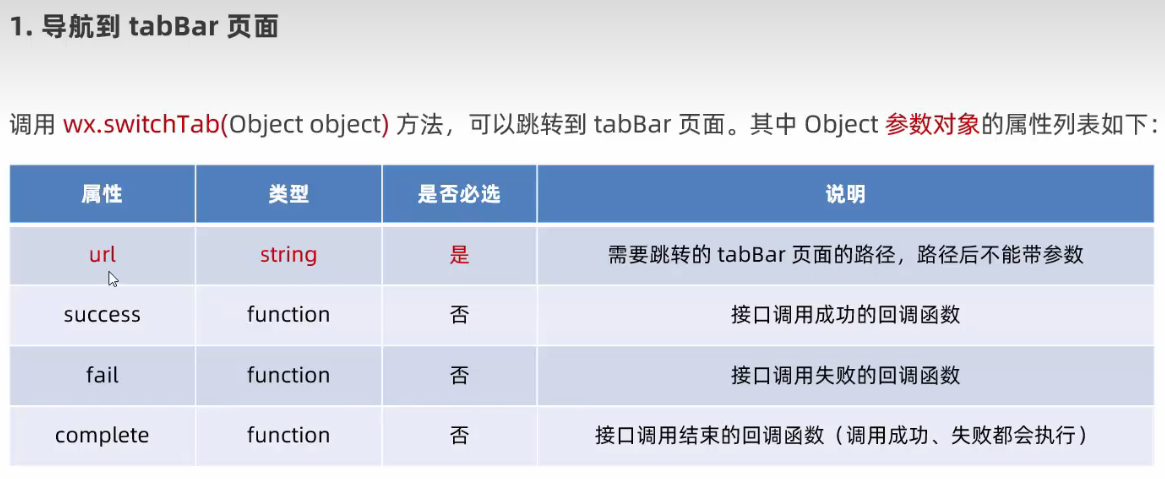 1. 导航到 tabBar 页面
调用 wx.switchTab(Object object) 方法，可以跳转到 tabBar 页面。其中 Object 参数对象的属性列表如下：
属性 类型 是否必选 说明
url string 是 需要跳转的 tabBar 页面的路径，路径后不能带参数
success function 否 接口调用成功的回调函数
fail function 否 接口调用失败的回调函数
complete function 否 接口调用结束的回调函数（调用成功、失败都会执行）